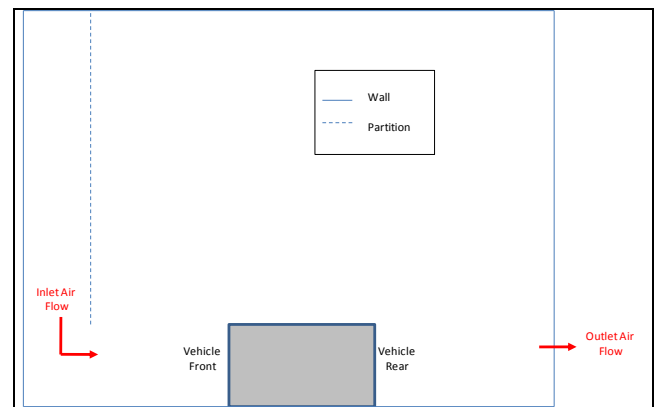 Wall
Partition
Inlet Air
Flow
Vehicle
Front
Vehicle
Rear
Outlet Air
Flow